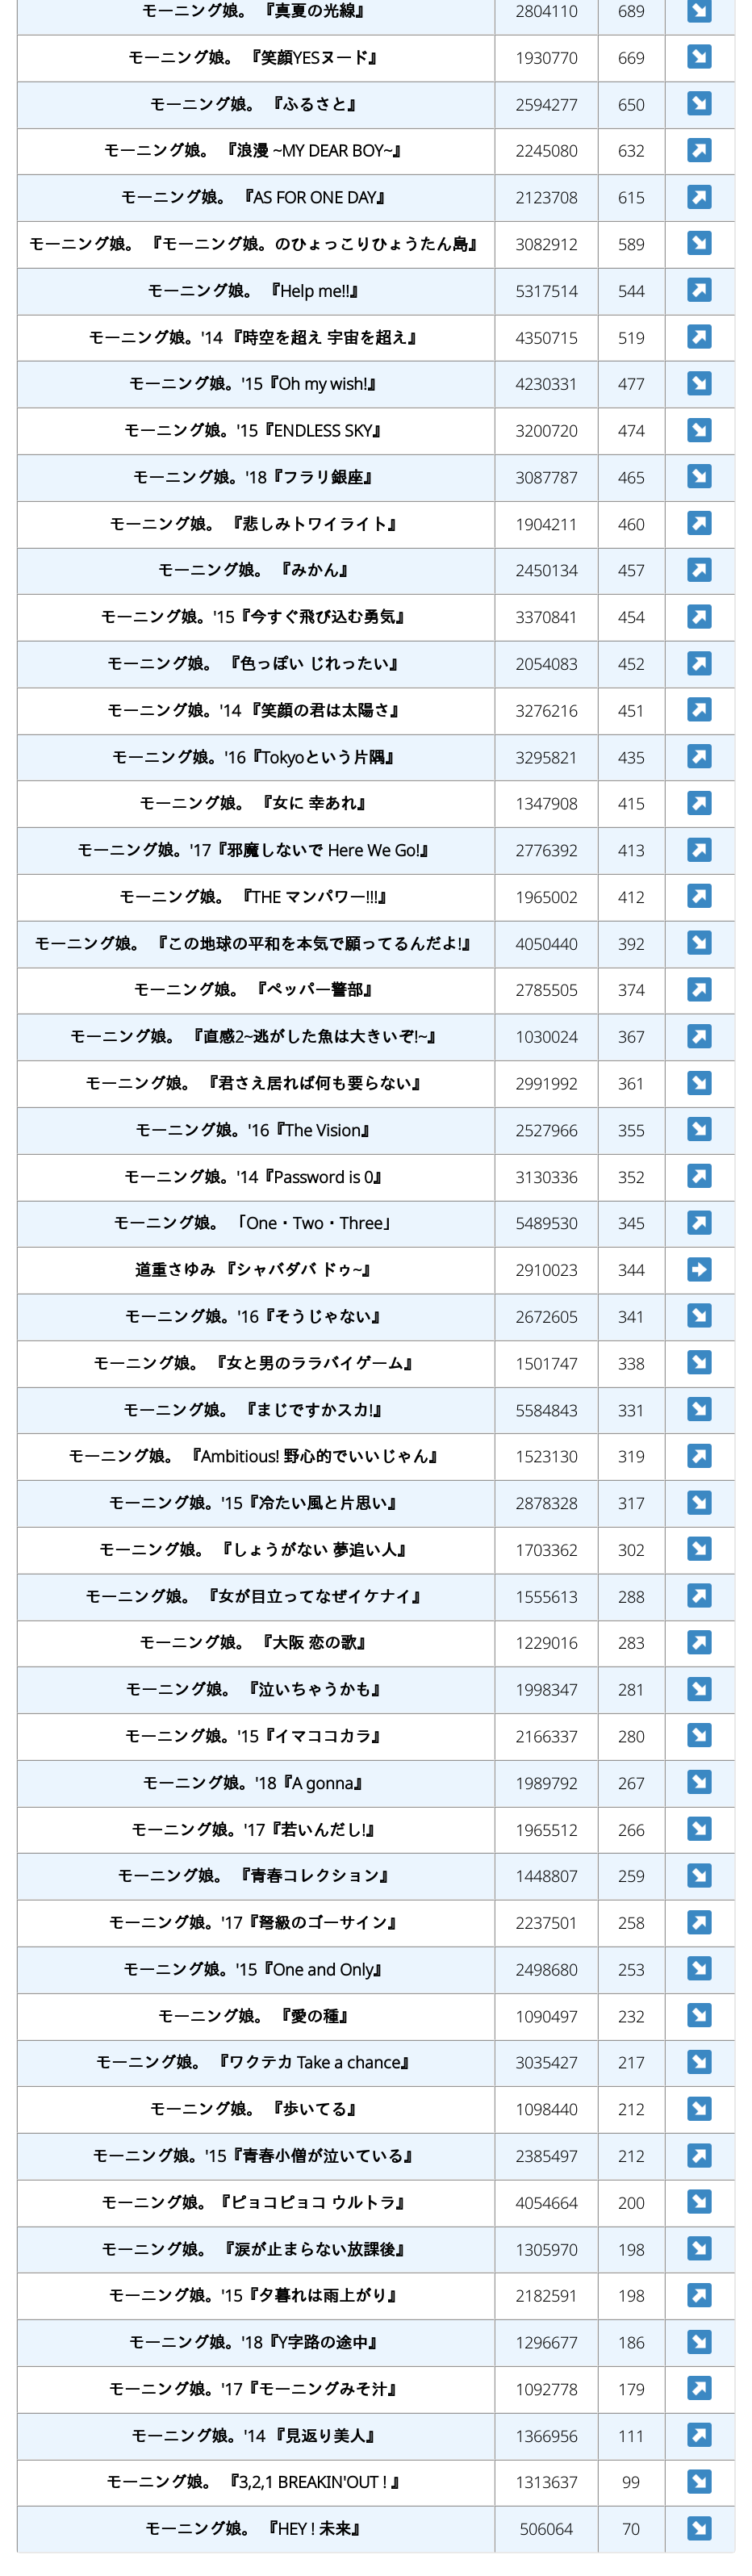 モーニング娘。 『真夏の光線』 2804110 689 ↘
モーニング娘。 『笑顔YESヌード』 1930770 669 ↘
モーニング娘。 『ふるさと』 2594277 650 ↘
モーニング娘。 『浪漫 ~MY DEAR BOY~』 2245080 632 ↗
モーニング娘。 『AS FOR ONE DAY』 2123708 615 ↗
モーニング娘。 『モーニング娘。のひょっこりひょうたん島』 3082912 589 ↘
モーニング娘。 『Help me!!』 5317514 544 ↗
モーニング娘。'14 『時空を超え 宇宙を超え』 4350715 519 ↗
モーニング娘。'15『Oh my wish!』 4230331 477 ↘
モーニング娘。'15『ENDLESS SKY』 3200720 474 ↘
モーニング娘。'18『フラリ銀座』 3087787 465 ↘
モーニング娘。 『悲しみトワイライト』 1904211 460 ↗
モーニング娘。 『みかん』 2450134 457 ↗
モーニング娘。'15『今すぐ飛び込む勇気』 3370841 454 ↗
モーニング娘。 『色っぽい じれったい』 2054083 452 ↗
モーニング娘。'14 『笑顔の君は太陽さ』 3276216 451 ↗
モーニング娘。'16『Tokyoという片隅』 3295821 435 ↗
モーニング娘。 『女に 幸あれ』 1347908 415 ↗
モーニング娘。'17『邪魔しないで Here We Go!』 2776392 413 ↗
モーニング娘。 『THE マンパワー!!!』 1965002 412 ↗
モーニング娘。 『この地球の平和を本気で願ってるんだよ!』 4050440 392 ↘
モーニング娘。 『ペッパー警部』 2785505 374 ↗
モーニング娘。 『直感2~逃がした魚は大きいぞ!~』 1030024 367 ↗
モーニング娘。 『君さえ居れば何も要らない』 2991992 361 ↘
モーニング娘。'16『The Vision』 2527966 355 ↘
モーニング娘。'14『Password is 0』 3130336 352 ↗
モーニング娘。 「One・Two・Three」 5489530 345 ↗
道重さゆみ 『シャバダバ ドゥ~』 2910023 344 →
モーニング娘。'16『そうじゃない』 2672605 341 ↘
モーニング娘。 『女と男のララバイゲーム』 1501747 338 ↘
モーニング娘。 『まじですかスカ!』 5584843 331 ↘
モーニング娘。 『Ambitious! 野心的でいいじゃん』 1523130 319 ↗
モーニング娘。'15『冷たい風と片思い』 2878328 317 ↘
モーニング娘。 『しょうがない 夢追い人』 1703362 302 ↘
モーニング娘。 『女が目立ってなぜイケナイ』 1555613 288 ↗
モーニング娘。 『大阪 恋の歌』 1229016 283 ↗
モーニング娘。 『泣いちゃうかも』 1998347 281 ↘
モーニング娘。'15『イマココカラ』 2166337 280 ↘
モーニング娘。'18『A gonna』 1989792 267 ↘
モーニング娘。'17『若いんだし!』 1965512 266 ↘
モーニング娘。 『青春コレクション』 1448807 259 ↘
モーニング娘。'17『弩級のゴーサイン』 2237501 258 ↗
モーニング娘。'15『One and Only』 2498680 253 ↘
モーニング娘。 『愛の種』 1090497 232 ↘
モーニング娘。 『ワクテカ Take a chance』 3035427 217 ↘
モーニング娘。 『歩いてる』 1098440 212 ↘
モーニング娘。'15『青春小僧が泣いている』 2385497 212 ↗
モーニング娘。『ピョコピョコ ウルトラ』 4054664 200 ↘
モーニング娘。 『涙が止まらない放課後』 1305970 198 ↘
モーニング娘。'15『夕暮れは雨上がり』 2182591 198 ↗
モーニング娘。'18『Y字路の途中』 1296677 186 ↘
モーニング娘。'17『モーニングみそ汁』 1092778 179 ↗
モーニング娘。'14 『見返り美人』 1366956 111 ↗
モーニング娘。 『3,2,1 BREAKIN'OUT ! 』 1313637 99 ↘
モーニング娘。 『HEY ! 未来』 506064 70 ↘